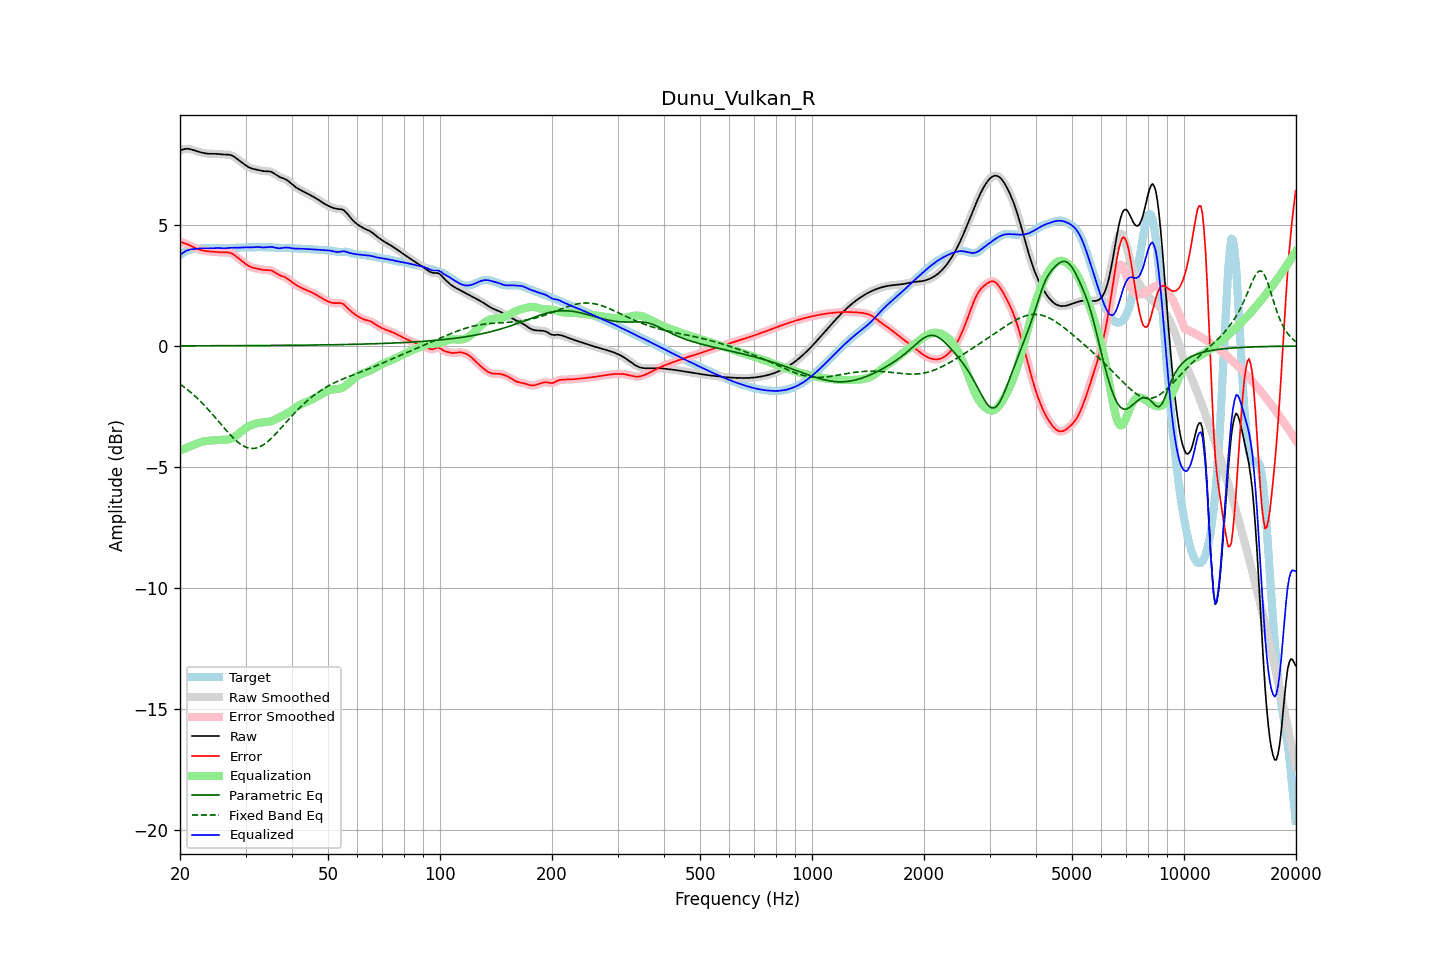 Dunu_Vulkan_R
Amplitude (dBr)
5
0
−5
−10
−15
−20
Target
Raw Smoothed
Error Smoothed
Raw
Error
Equalization
Parametric Eq
Fixed Band Eq
Equalized
20 50 100 200 500 1000 2000 5000 10000 20000
Frequency (Hz)